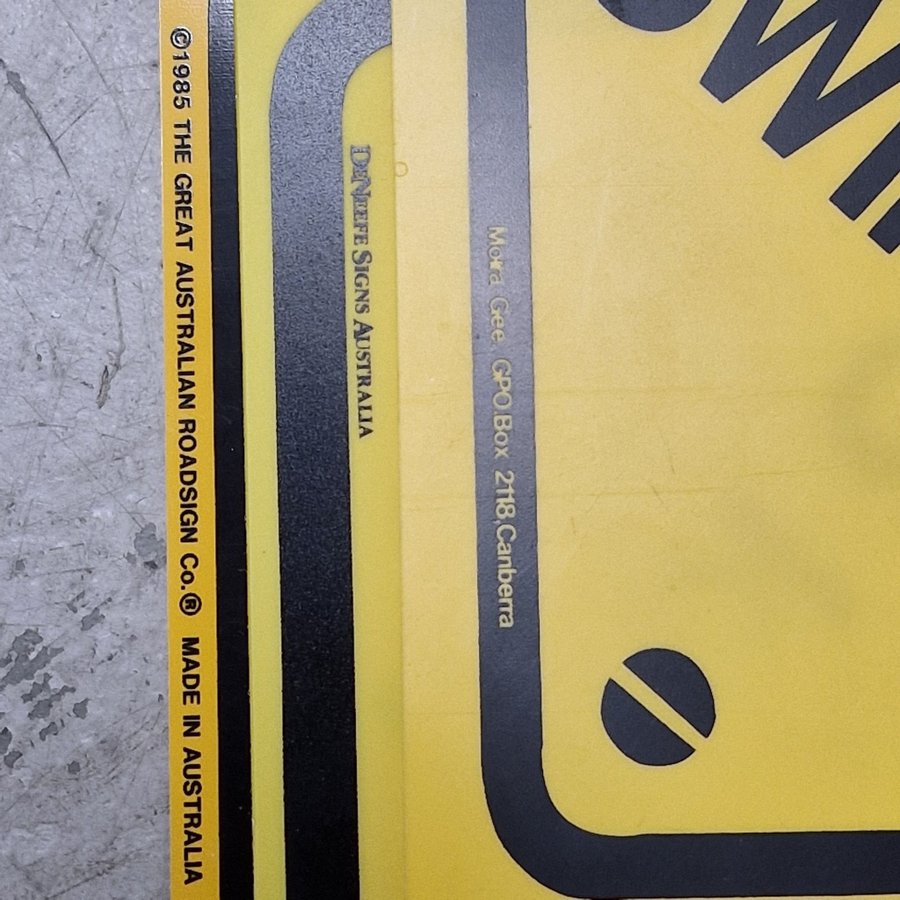 ©1985 THE GREAT AUSTRALIAN ROADSIGN Co.® MADE IN AUSTRALIA
DENEEFE SIGNS AUSTRALIA
Moira Gee. GPO.Box 2118,Canberra